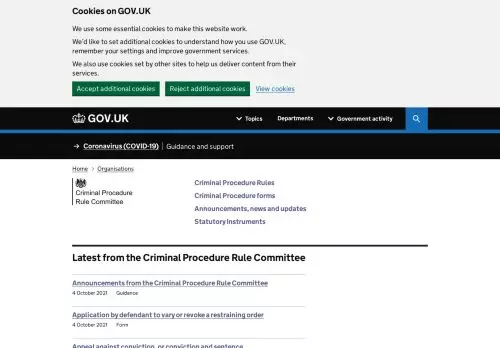 Cookies on GOV.UK
We use some essential cookies to make this website work.
We'd like to set additional cookies to understand how you use GOV.UK,
remember your settings and improve government services.
We also use cookies set by other sites to help us deliver content from their
services.
Accept additional cookies Reject additional cookies View cookies
GOV.UK Topics Departments Government activity
→ Coronavirus (COVID-19) Guidance and support
Home > Organisations
Criminal Procedure
Rule Committee
Criminal Procedure Rules
Criminal Procedure forms
Announcements, news and updates
Statutory Instruments
Latest from the Criminal Procedure Rule Committee
Announcements from the Criminal Procedure Rule Committee
4 October 2021 Guidance
Application by defendant to vary or revoke a restraining order
4 October 2021 Form
Appeal against conviction, or conviction and sentence